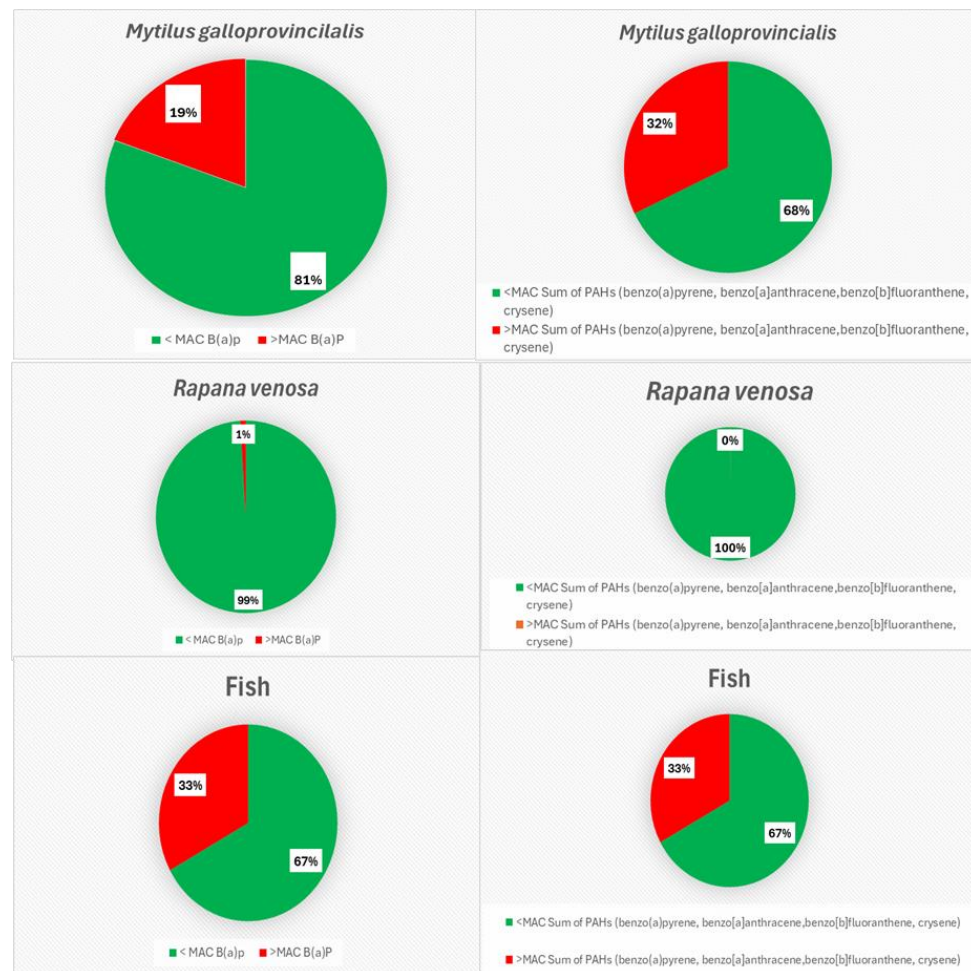 Mytilus galloprovincilalis
19%
81%
< MAC B(a)p >MAC B(a)P
Mytilus galloprovincialis
32%
68%
<MAC Sum of PAHs (benzo(a)pyrene, benzo[a]anthracene,benzo[b]fluoranthene,
crysene)
>MAC Sum of PAHs (benzo(a)pyrene, benzo[a]anthracene,benzo[b]fluoranthene,
crysene)
Rapana venosa
1%
99%
< MAC B(a)p >MAC B(a)P
Rapana venosa
0%
100%
<MAC Sum of PAHs (benzo(a)pyrene, benzo[a]anthracene,benzo[b]fluoranthene,
crysene)
>MAC Sum of PAHs (benzo(a)pyrene, benzo[a]anthracene,benzo[b]fluoranthene,
crysene)
Fish
33%
67%
< MAC B(a)p >MAC B(a)P
Fish
33%
67%
<MAC Sum of PAHs (benzo(a)pyrene, benzo[a]anthracene,benzo[b]fluoranthene, crysene)
>MAC Sum of PAHs (benzo(a)pyrene, benzo[a]anthracene,benzo[b]fluoranthene, crysene)